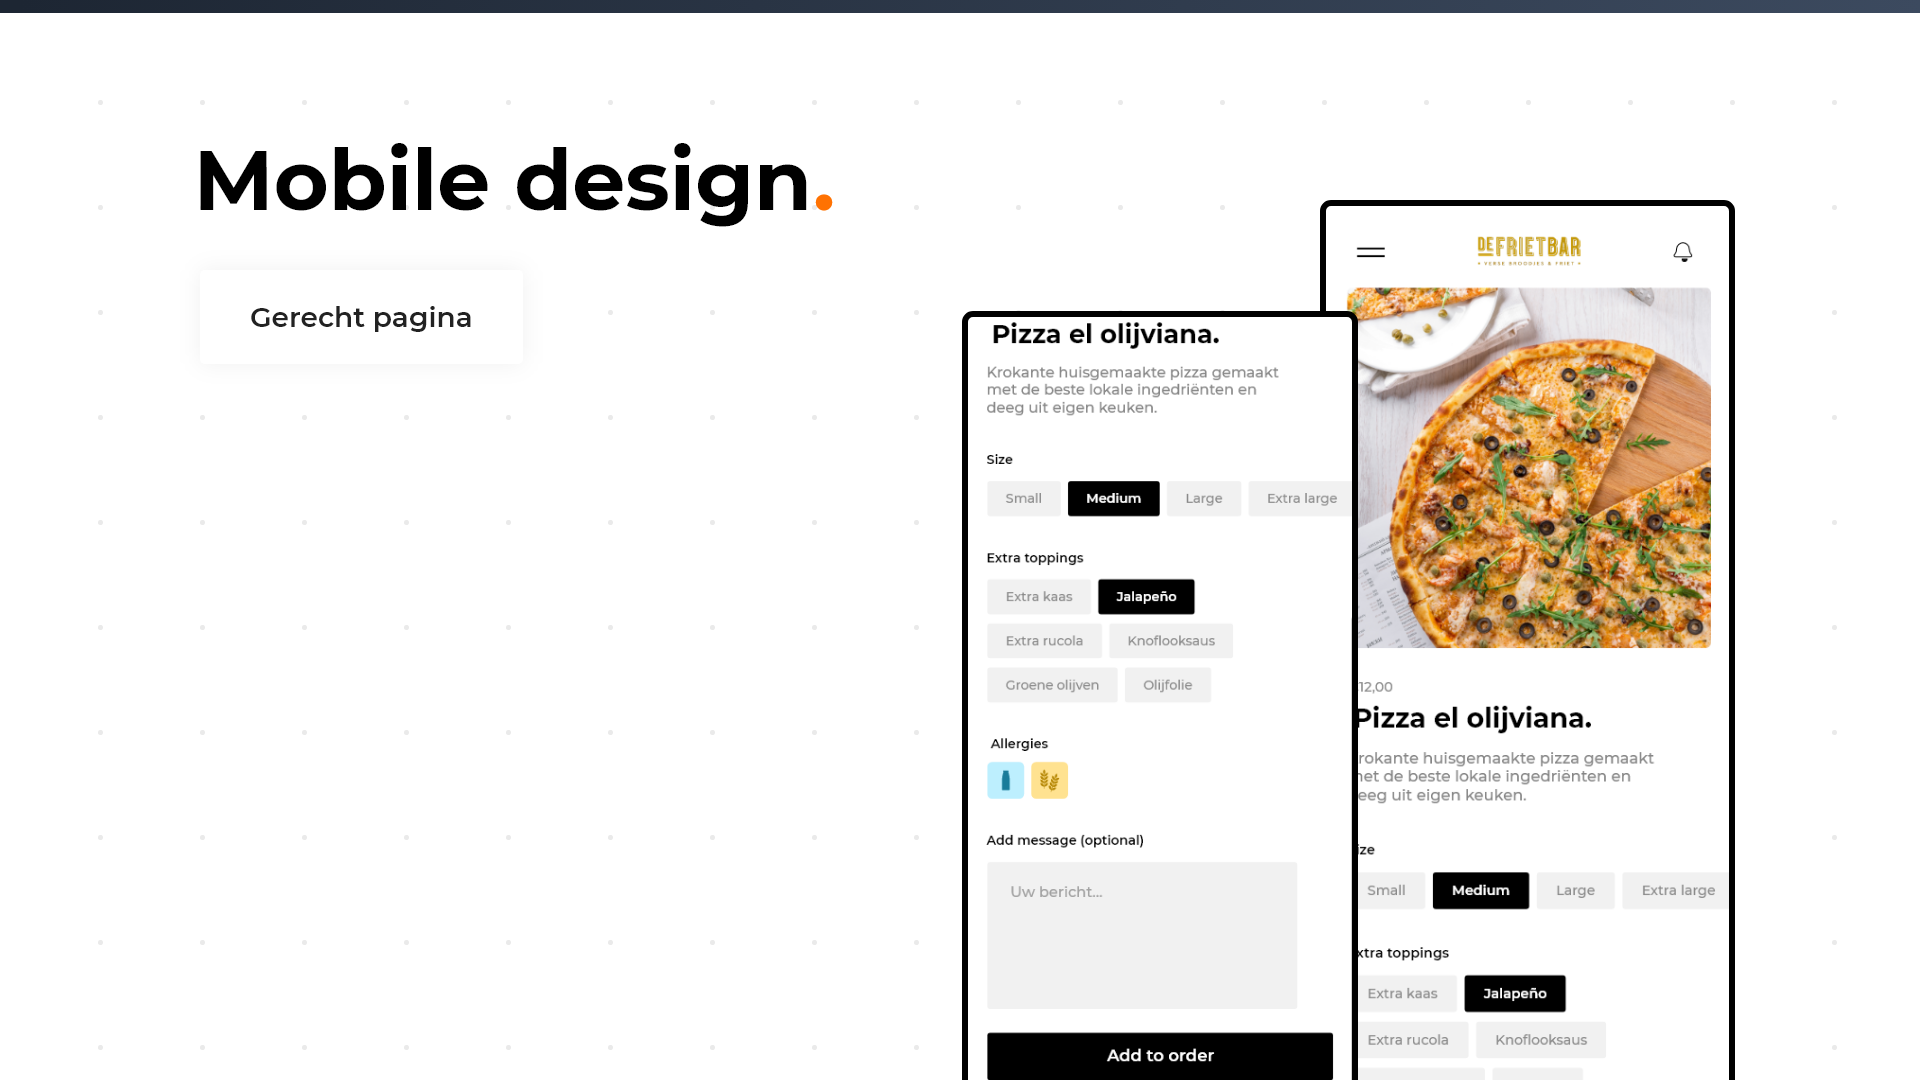 Mobile design.
Gerecht pagina
Pizza el olijviana.
Krokante huisgemaakte pizza gemaakt
met de beste lokale ingedriënten en
deeg uit eigen keuken.
Size
Small Medium Large Extra large
Extra toppings
Extra kaas Jalapeño
Extra rucola Knoflooksaus
Groene olijven Olijfolie
Allergies
Add message (optional)
Uw bericht...
Add to order
DE FRIETBAR
VERSE BROODJES & FRIET
12,00
Pizza el olijviana.
rokante huisgemaakte pizza gemaakt
et de beste lokale ingedriënten en
eeg uit eigen keuken.
ize
Small Medium Large Extra large
xtra toppings
Extra kaas Jalapeño
Extra rucola Knoflooksaus